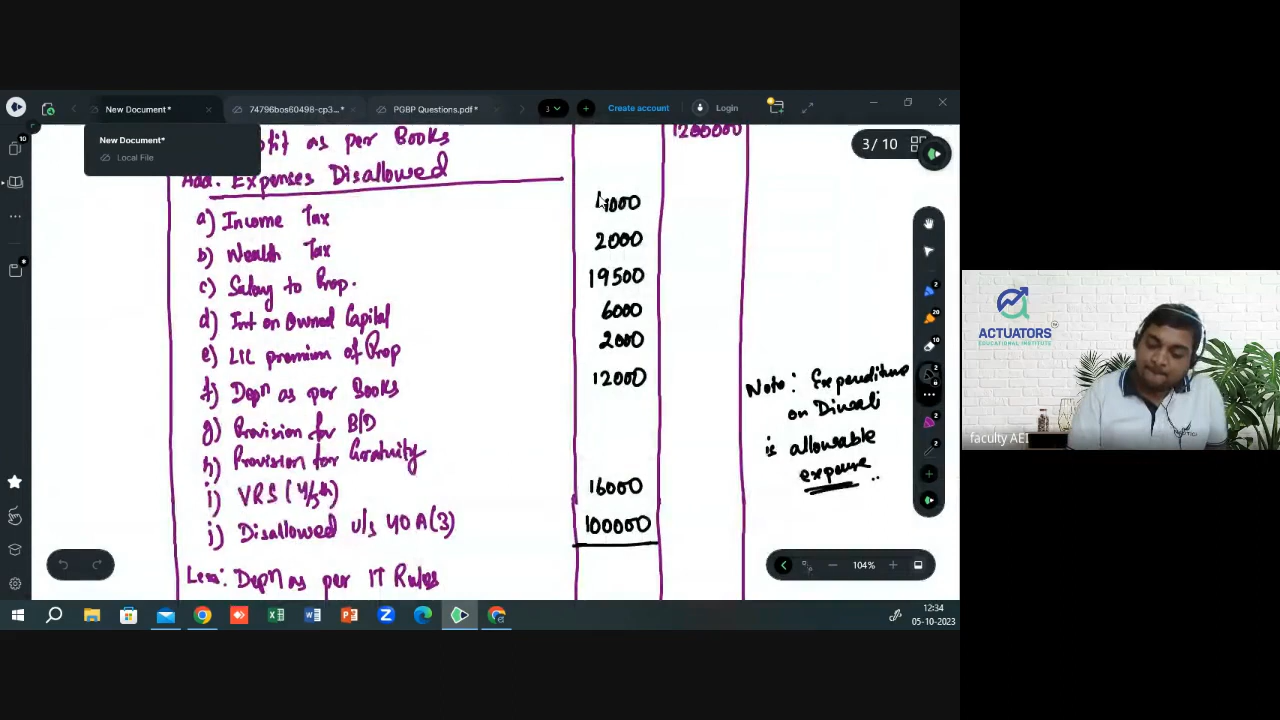 New Document*
74796bos60498-cp3...*
PGBP Questions.pdf*
3
Create account
Login
New Document*
Local File
3 / 10
as per Books 1200000
Add: Expenses Disallowed
a) Income Tax 4000
b) Wealth Tax 2000
c) Salary to Prop. 19500
d) Int on Owned Capital 6000
e) LIC premium of Prop 2000
f) Depn as per Books 12000
g) Provision for B/D
h) Provision for Gratuity
i) VRS (4/5th) 16000
j) Disallowed u/s 40 A(3) 100000
Less: Depn as per IT Rules
Note: Expenditure
on Diwali
is allowable
expense..
104%
12:34
05-10-2023
ACTUATORS
EDUCATIONAL INSTITUTE
faculty AEI